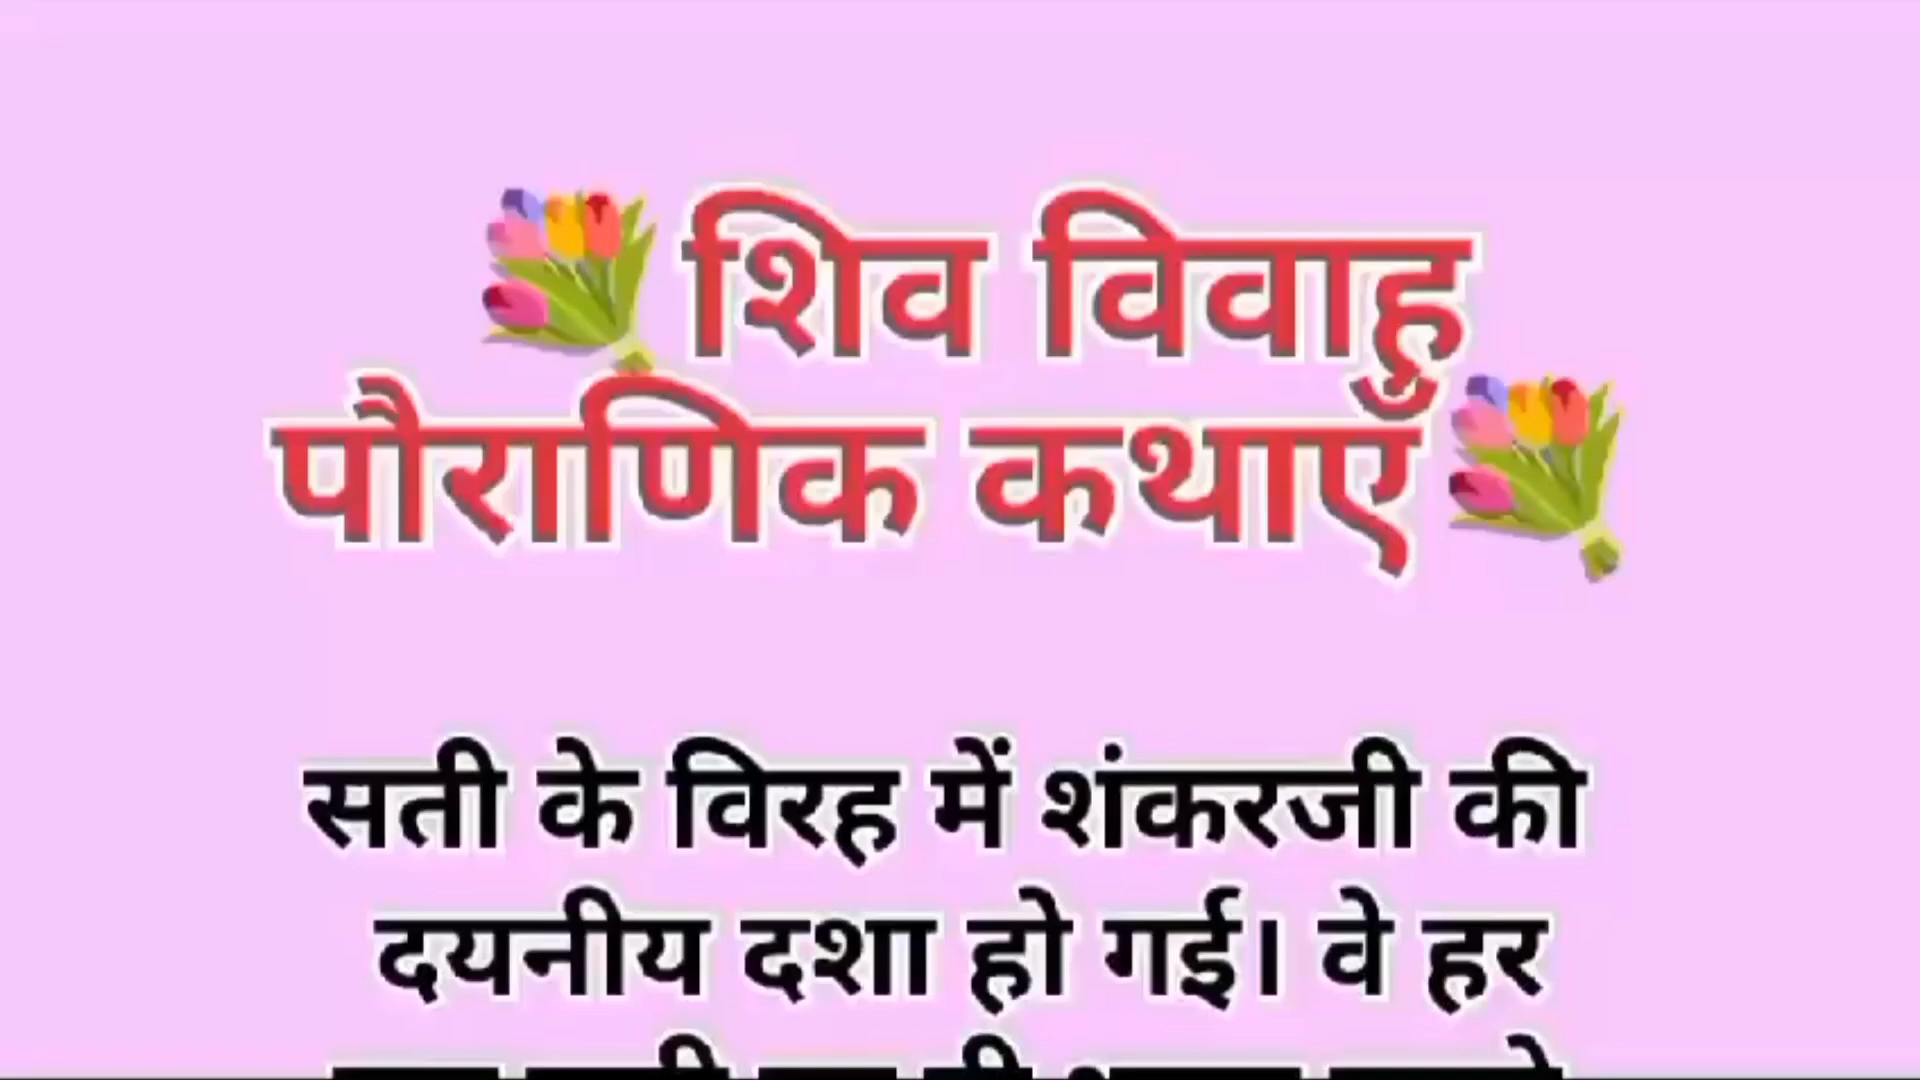 💐शिव विवाह
पौराणिक कथाएँ💐
सती के विरह में शंकरजी की
दयनीय दशा हो गई। वे हर